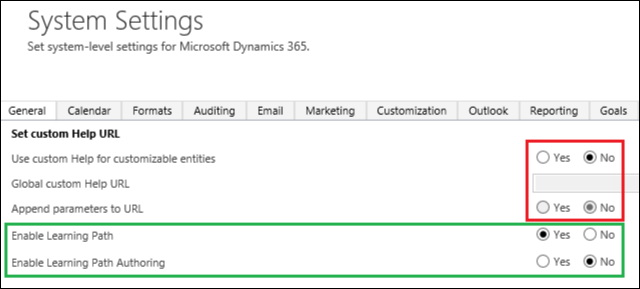 System Settings
Set system-level settings for Microsoft Dynamics 365.
General Calendar Formats Auditing Email Marketing Customization Outlook Reporting Goals
Set custom Help URL
Use custom Help for customizable entities Yes No
Global custom Help URL
Append parameters to URL Yes No
Enable Learning Path Yes No
Enable Learning Path Authoring Yes No